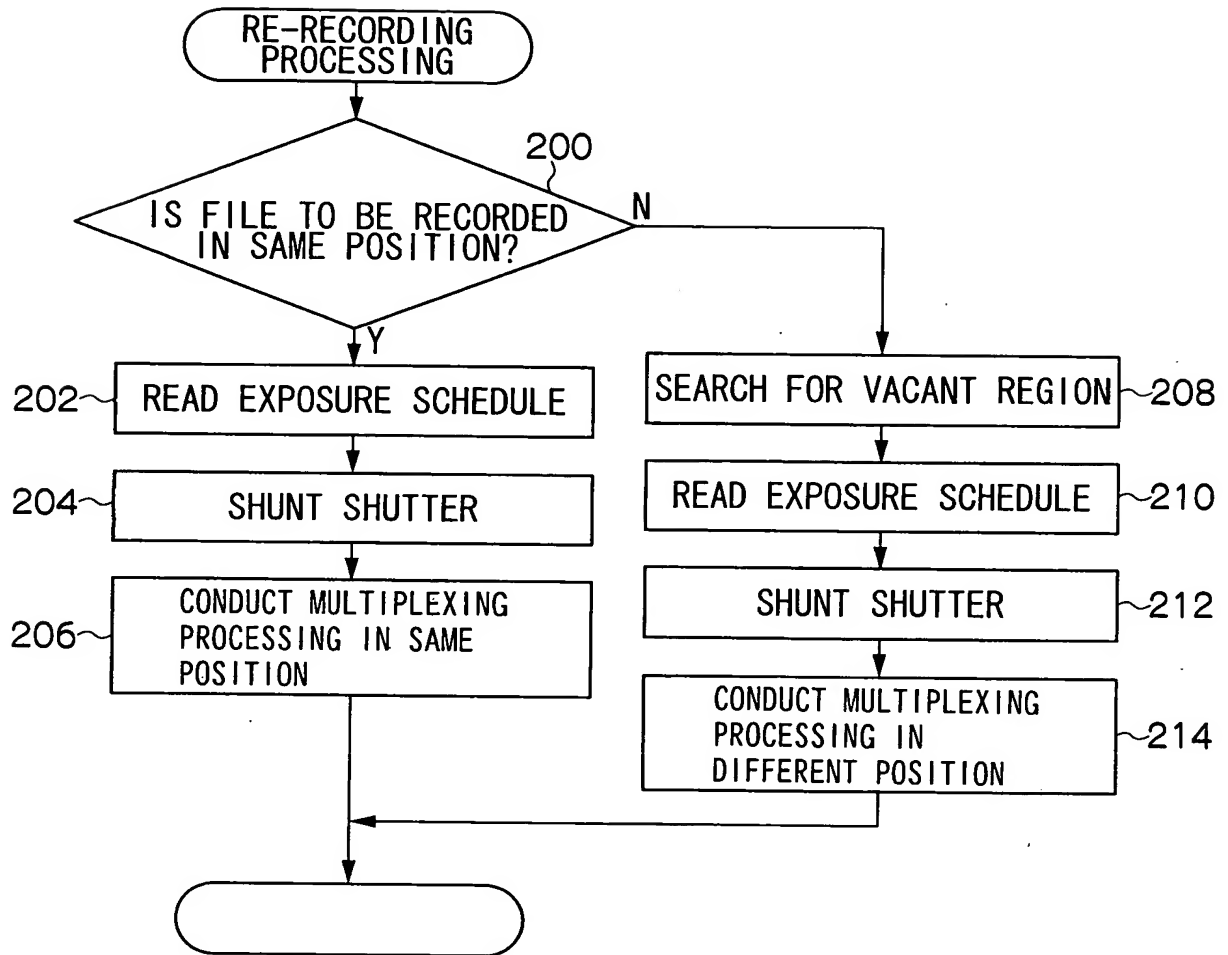 RE-RECORDING
PROCESSING
200
IS FILE TO BE RECORDED
IN SAME POSITION?
N
Y
202
READ EXPOSURE SCHEDULE
204
SHUNT SHUTTER
206
CONDUCT MULTIPLEXING
PROCESSING IN SAME
POSITION
SEARCH FOR VACANT REGION
208
READ EXPOSURE SCHEDULE
210
SHUNT SHUTTER
212
CONDUCT MULTIPLEXING
PROCESSING IN
DIFFERENT POSITION
214